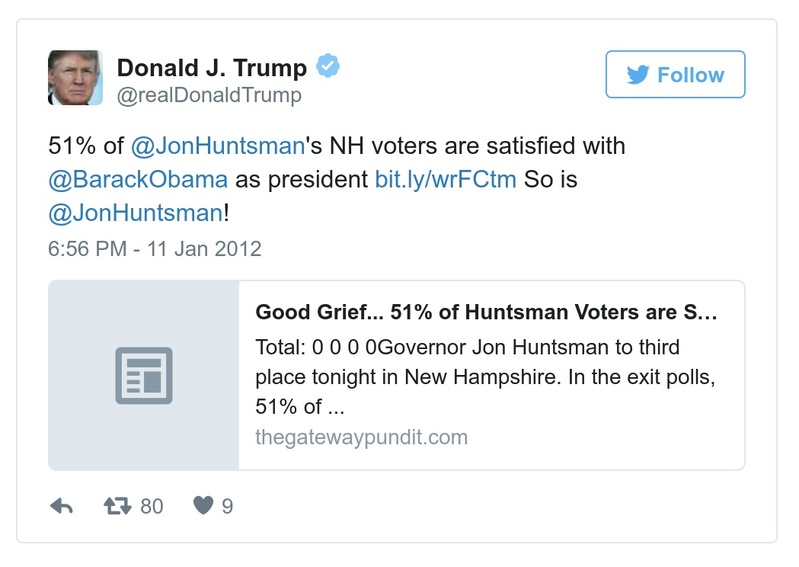 Donald J. Trump
@realDonaldTrump
Follow
51% of @JonHuntsman's NH voters are satisfied with
@BarackObama as president bit.ly/wrFCtm So is
@JonHuntsman!
6:56 PM - 11 Jan 2012
Good Grief... 51% of Huntsman Voters are S...
Total: 0 0 0 0Governor Jon Huntsman to third
place tonight in New Hampshire. In the exit polls,
51% of ...
thegatewaypundit.com
80
9